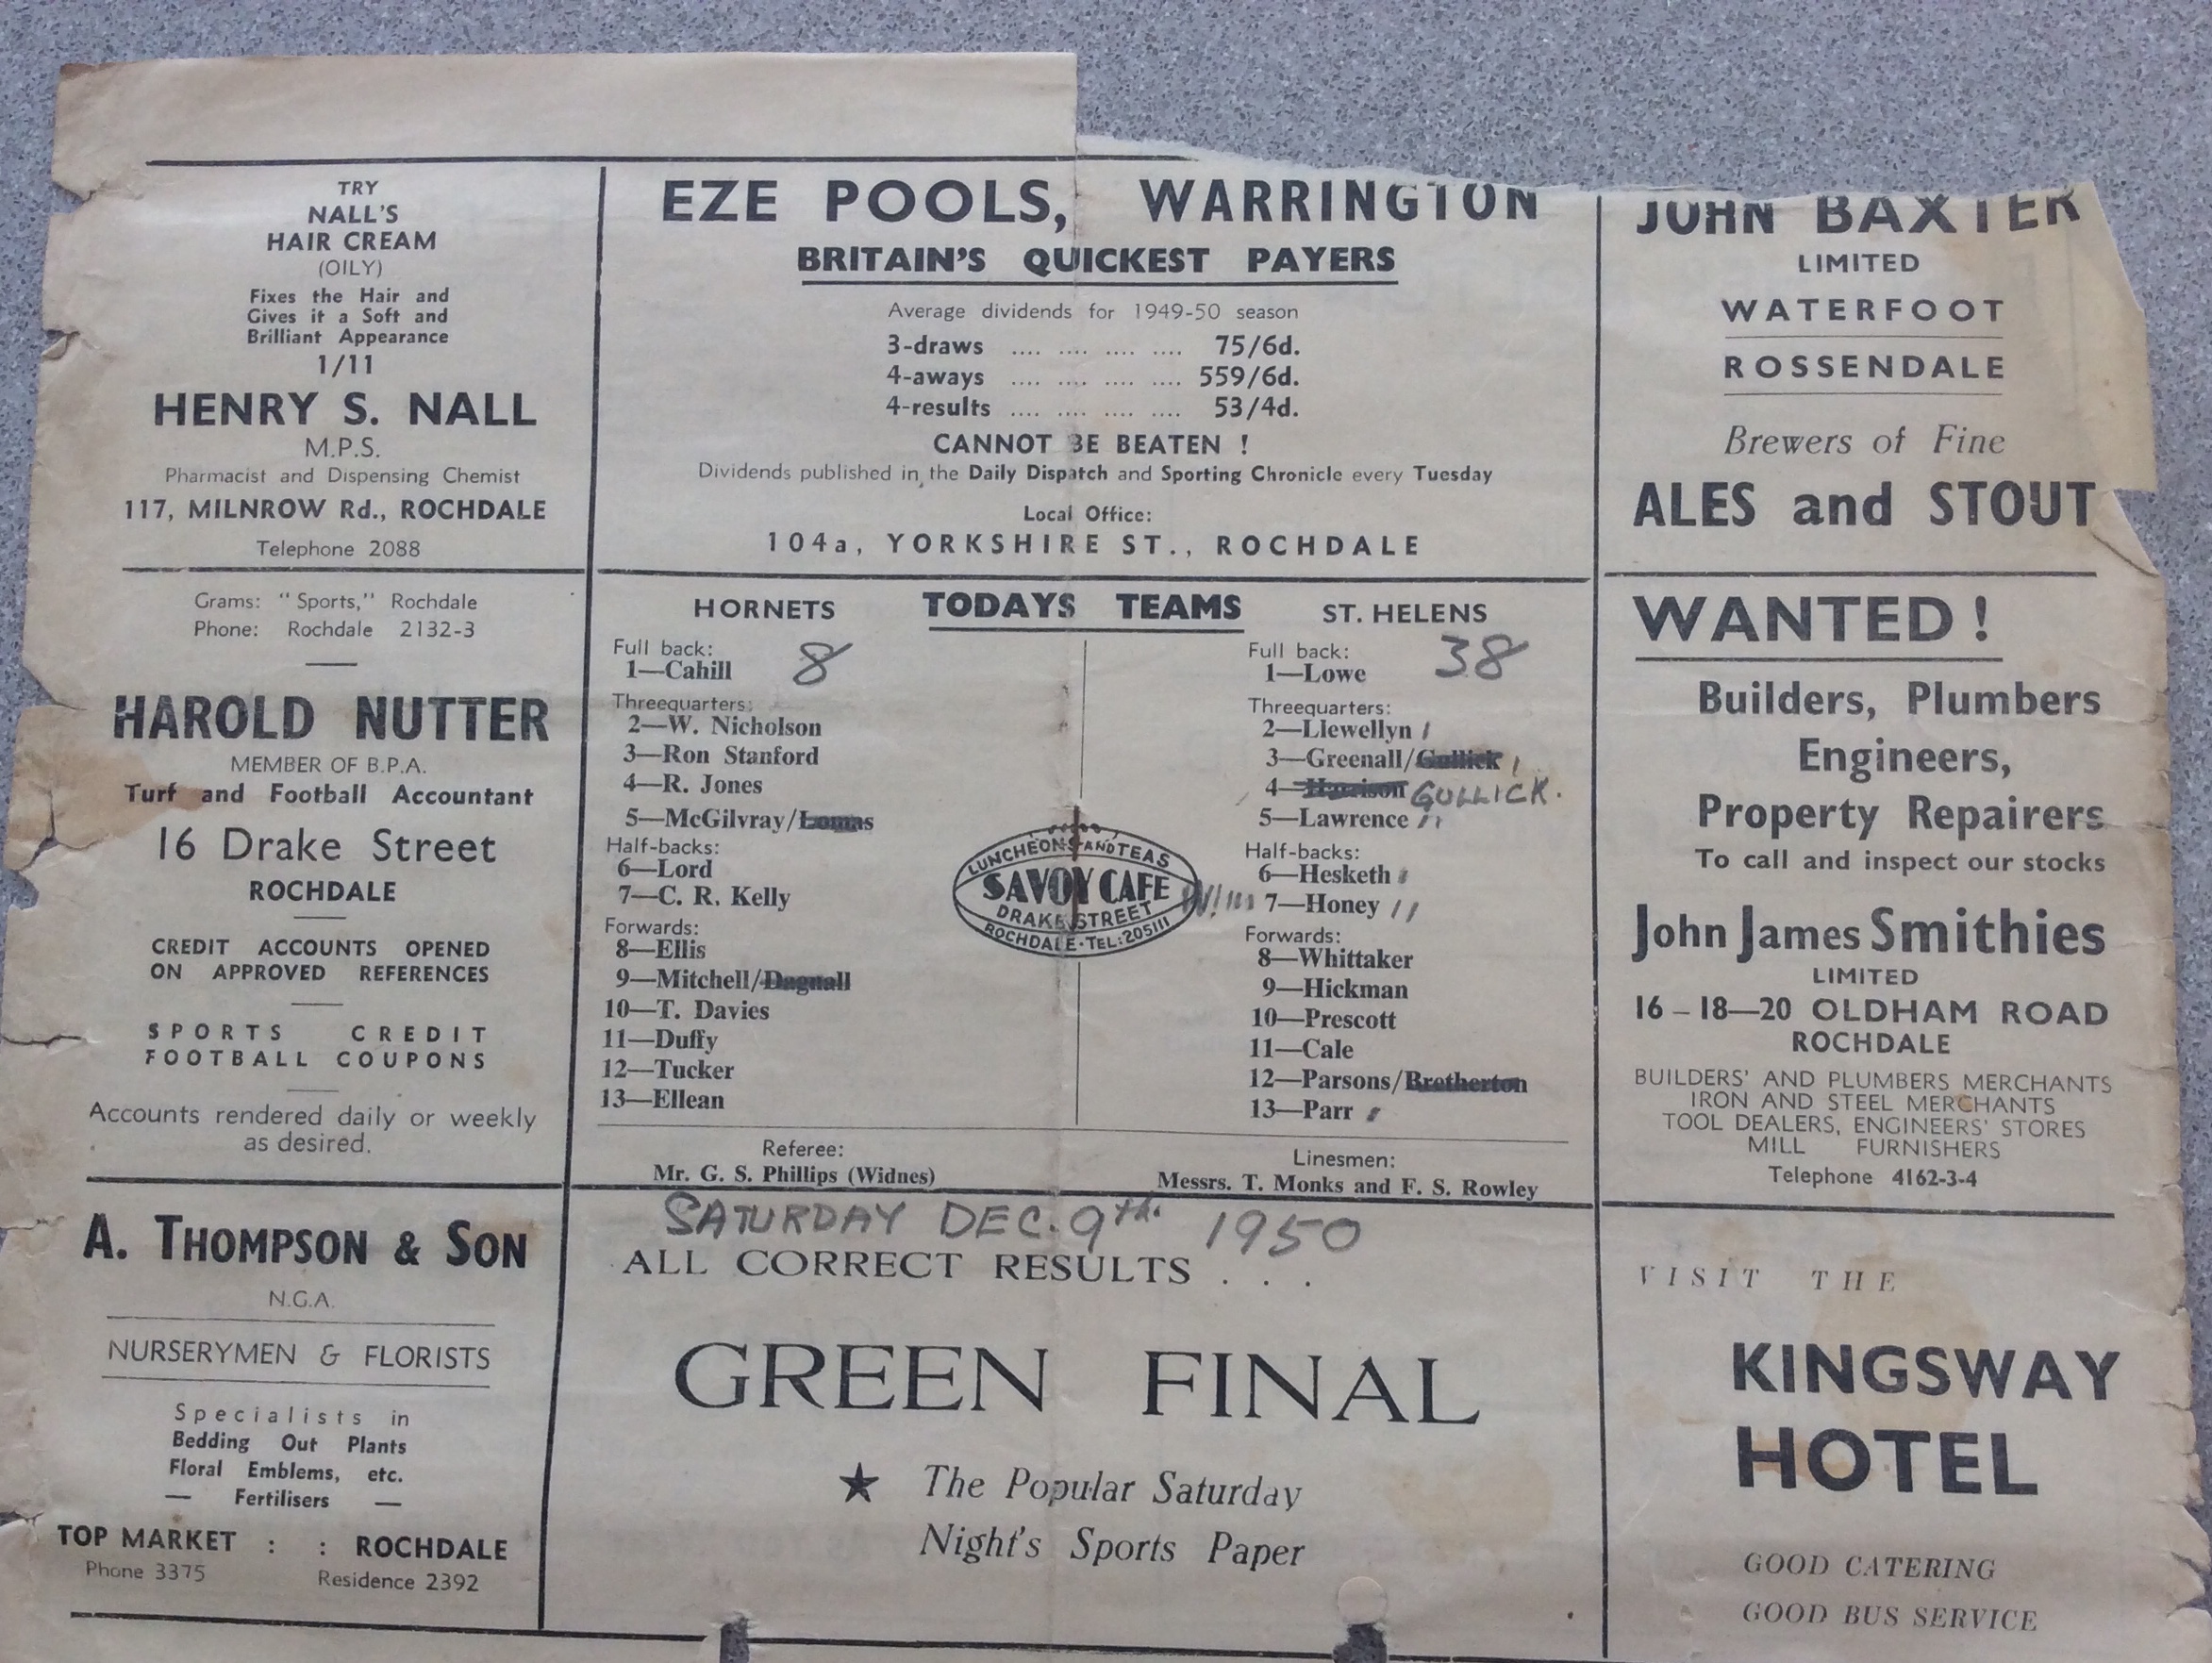 TRY
NALL'S
HAIR CREAM
(OILY)
Fixes the Hair and
Gives it a Soft and
Brilliant Appearance
1/11
HENRY S. NALL
M.P.S.
Pharmacist and Dispensing Chemist
117, MILNROW Rd., ROCHDALE
Telephone 2088
Grams: "Sports," Rochdale
Phone: Rochdale 2132-3
HAROLD NUTTER
MEMBER OF B.P.A.
Turf and Football Accountant
16 Drake Street
ROCHDALE
CREDIT ACCOUNTS OPENED
ON APPROVED REFERENCES
SPORTS CREDIT
FOOTBALL COUPONS
Accounts rendered daily or weekly
as desired.
A. THOMPSON & SON
N.G.A.
NURSERYMEN & FLORISTS
Specialists in
Bedding Out Plants
Floral Emblems, etc.
— Fertilisers —
TOP MARKET : : ROCHDALE
Phone 3375 Residence 2392
EZE POOLS, WARRINGTON
BRITAIN'S QUICKEST PAYERS
Average dividends for 1949-50 season
3-draws .... .... .... .... 75/6d.
4-aways .... .... .... .... 559/6d.
4-results .... .... .... .... 53/4d.
CANNOT BE BEATEN !
Dividends published in the Daily Dispatch and Sporting Chronicle every Tuesday
Local Office:
104a, YORKSHIRE ST., ROCHDALE
TODAYS TEAMS
HORNETS
Full back:
1—Cahill 8
Threequarters:
2—W. Nicholson
3—Ron Stanford
4—R. Jones
5—McGilvray/Lomas
Half-backs:
6—Lord
7—C. R. Kelly
Forwards:
8—Ellis
9—Mitchell/Dagnall
10—T. Davies
11—Duffy
12—Tucker
13—Ellean
LUNCHEONS AND TEAS
SAVOY CAFE
DRAKE STREET
ROCHDALE · TEL: 205111
ST. HELENS
Full back:
1—Lowe 38
Threequarters:
2—Llewellyn /
3—Greenall/Gullick /
4—Harrison GULLICK.
5—Lawrence //
Half-backs:
6—Hesketh /
7—Honey //
Forwards:
8—Whittaker
9—Hickman
10—Prescott
11—Cale
12—Parsons/Bretherton
13—Parr /
Referee:
Mr. G. S. Phillips (Widnes)
Linesmen:
Messrs. T. Monks and F. S. Rowley
SATURDAY DEC. 9th. 1950
ALL CORRECT RESULTS . . .
GREEN FINAL
★ The Popular Saturday
Night's Sports Paper
JOHN BAXTER
LIMITED
WATERFOOT
ROSSENDALE
Brewers of Fine
ALES and STOUT
WANTED !
Builders, Plumbers
Engineers,
Property Repairers
To call and inspect our stocks
John James Smithies
LIMITED
16-18—20 OLDHAM ROAD
ROCHDALE
BUILDERS' AND PLUMBERS MERCHANTS
IRON AND STEEL MERCHANTS
TOOL DEALERS, ENGINEERS' STORES
MILL FURNISHERS
Telephone 4162-3-4
VISIT THE
KINGSWAY
HOTEL
GOOD CATERING
GOOD BUS SERVICE